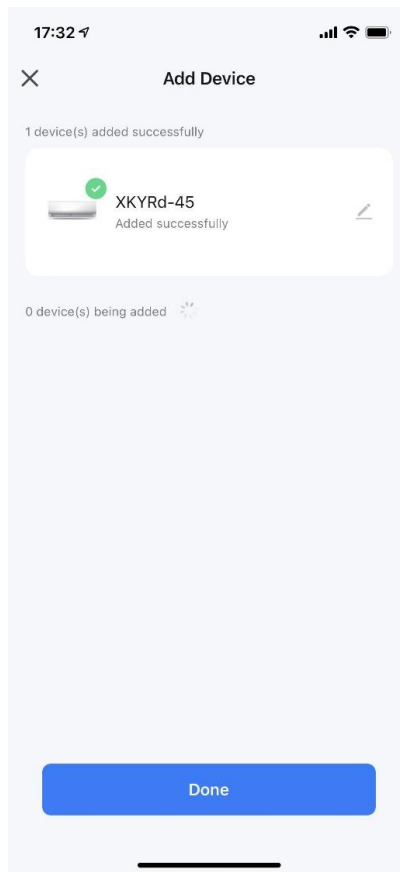 17:32
Add Device
1 device(s) added successfully
XKYRd-45
Added successfully
0 device(s) being added
Done